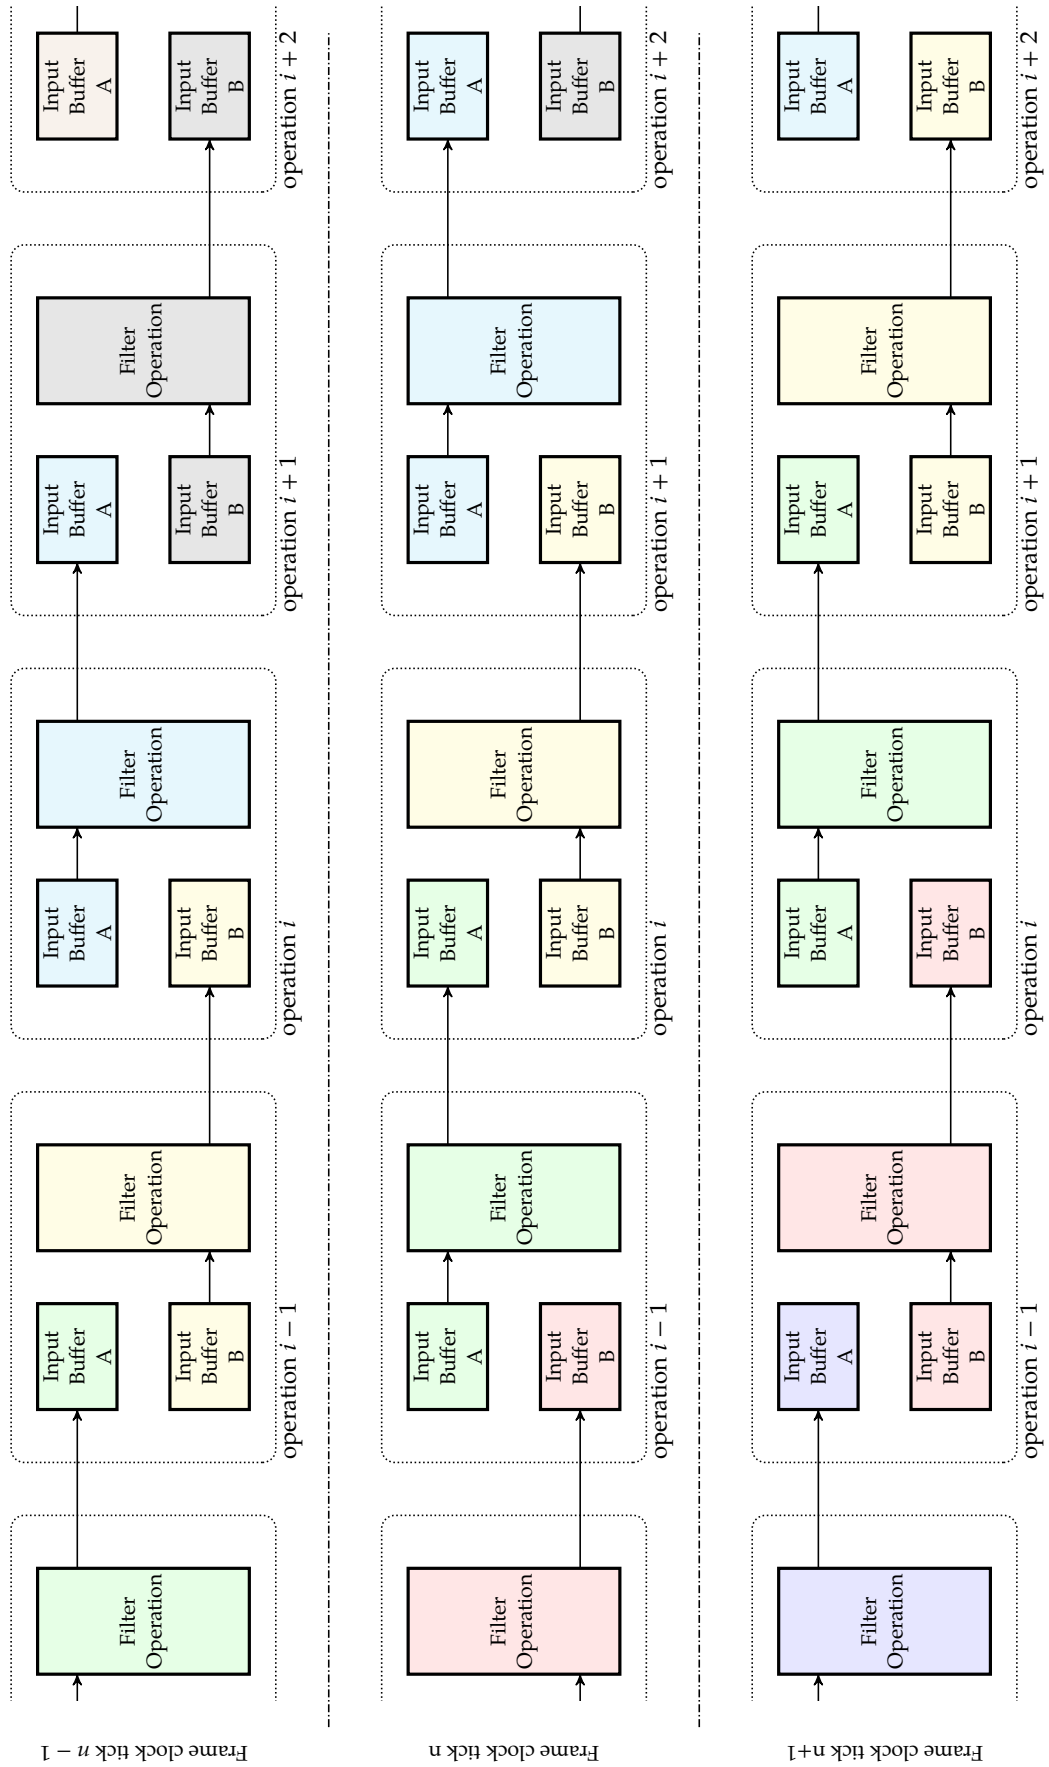 Frame clock tick n − 1
Filter
Operation
Input
Buffer
A
Input
Buffer
B
Filter
Operation
operation i − 1
Input
Buffer
A
Input
Buffer
B
Filter
Operation
operation i
Input
Buffer
A
Input
Buffer
B
Filter
Operation
operation i + 1
Input
Buffer
A
Input
Buffer
B
operation i + 2
Frame clock tick n
Filter
Operation
Input
Buffer
A
Input
Buffer
B
Filter
Operation
operation i − 1
Input
Buffer
A
Input
Buffer
B
Filter
Operation
operation i
Input
Buffer
A
Input
Buffer
B
Filter
Operation
operation i + 1
Input
Buffer
A
Input
Buffer
B
operation i + 2
Frame clock tick n+1
Filter
Operation
Input
Buffer
A
Input
Buffer
B
Filter
Operation
operation i − 1
Input
Buffer
A
Input
Buffer
B
Filter
Operation
operation i
Input
Buffer
A
Input
Buffer
B
Filter
Operation
operation i + 1
Input
Buffer
A
Input
Buffer
B
operation i + 2